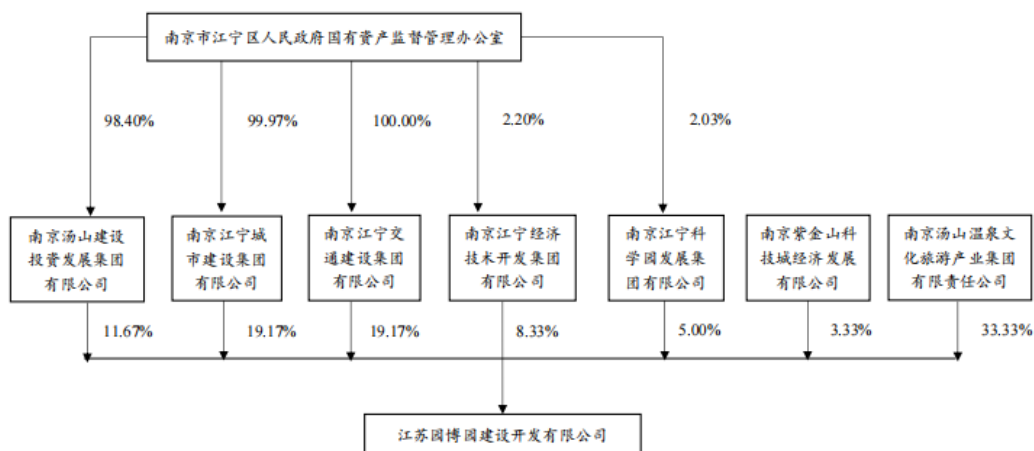 南京市江宁区人民政府国有资产监督管理办公室
98.40%
99.97%
100.00%
2.20%
2.03%
南京汤山建设
投资发展集团
有限公司
南京江宁城
市建设集团
有限公司
南京江宁交
通建设集团
有限公司
南京江宁经济
技术开发集团
有限公司
南京江宁科
学园发展集
团有限公司
南京紫金山科
技城经济发展
有限公司
南京汤山温泉文
化旅游产业集团
有限责任公司
11.67%
19.17%
19.17%
8.33%
5.00%
3.33%
33.33%
江苏园博园建设开发有限公司